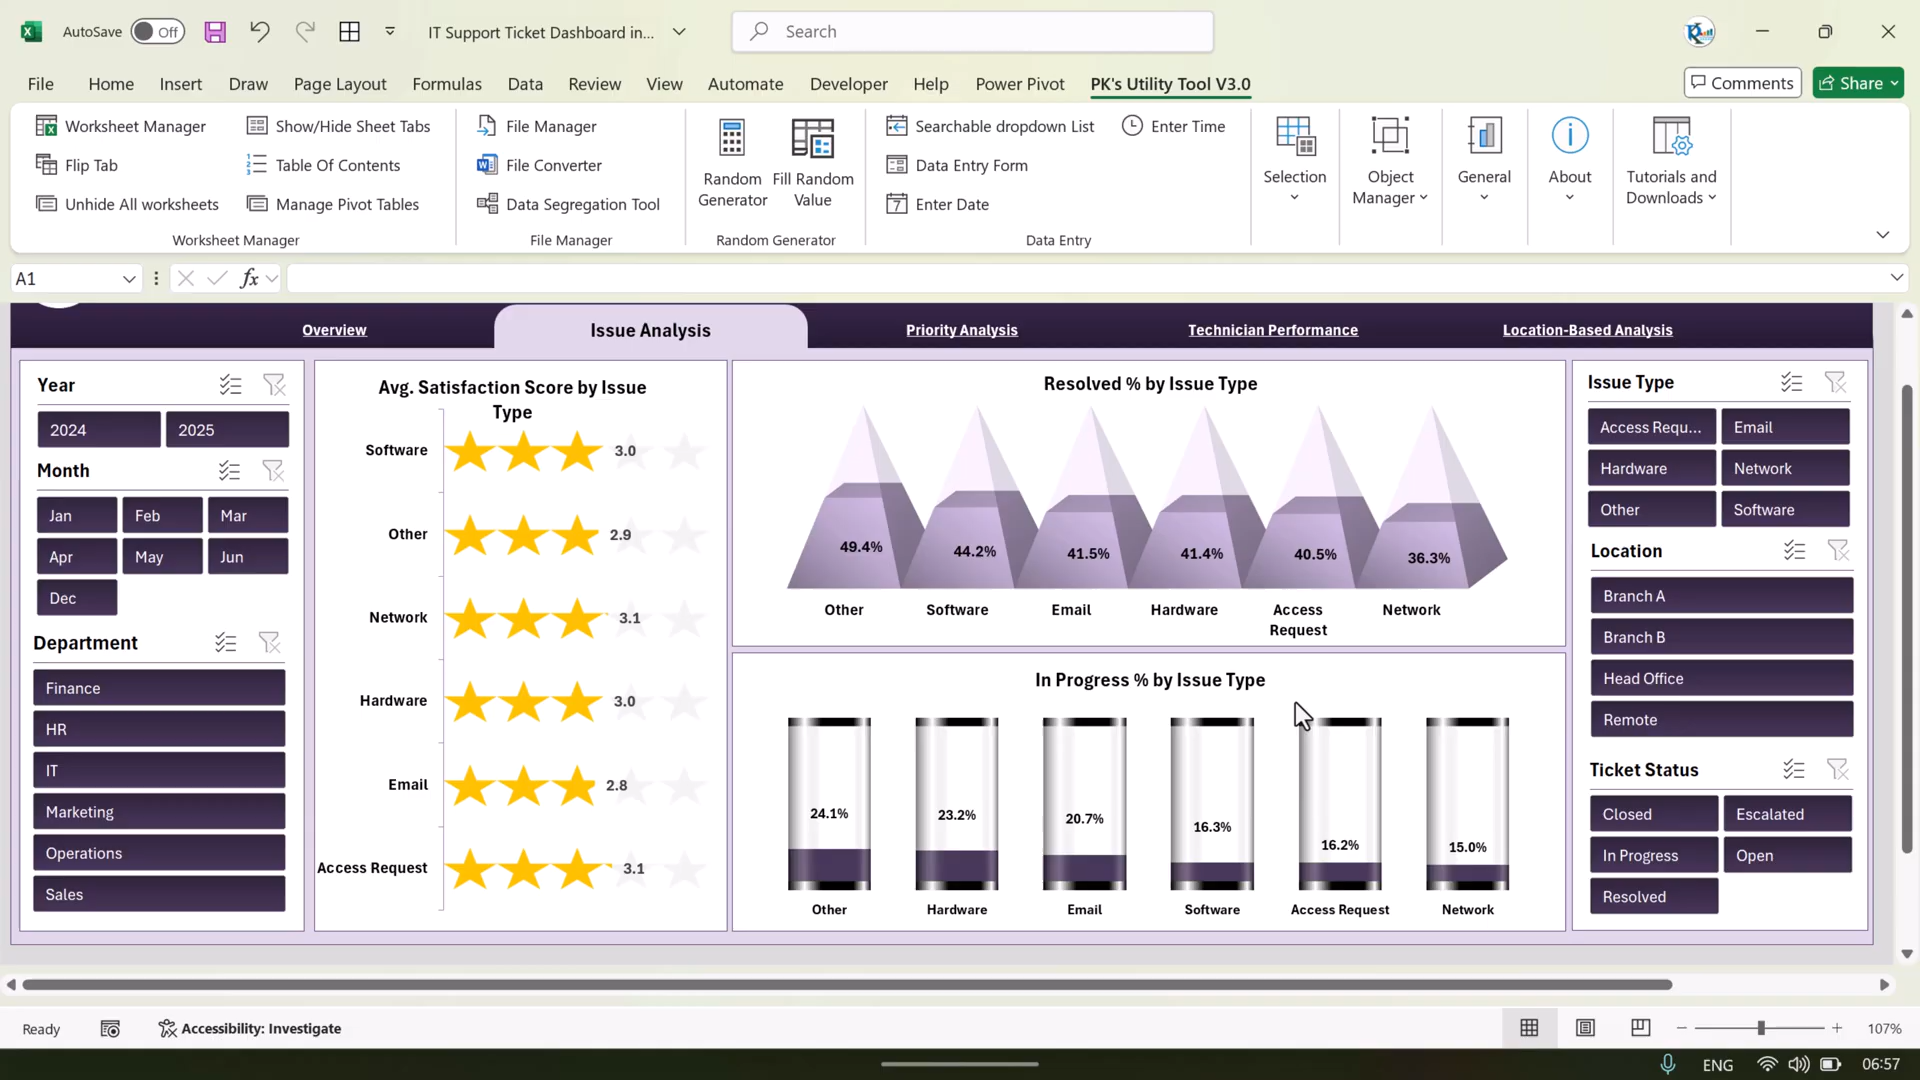 AutoSave Off IT Support Ticket Dashboard in... Search
File Home Insert Draw Page Layout Formulas Data Review View Automate Developer Help Power Pivot PK's Utility Tool V3.0 Comments Share
Worksheet Manager
Flip Tab
Unhide All worksheets
Show/Hide Sheet Tabs
Table Of Contents
Manage Pivot Tables
Worksheet Manager
File Manager
File Converter
Data Segregation Tool
File Manager
Random
Generator
Fill Random
Value
Random Generator
Searchable dropdown List
Data Entry Form
7 Enter Date
Enter Time
Data Entry
Selection
Object
Manager
General
About
Tutorials and
Downloads
A1 fx
Overview Issue Analysis Priority Analysis Technician Performance Location-Based Analysis
Year
2024 2025
Month
Jan Feb Mar
Apr May Jun
Dec
Department
Finance
HR
IT
Marketing
Operations
Sales
Avg. Satisfaction Score by Issue
Type
Software 3.0
Other 2.9
Network 3.1
Hardware 3.0
Email 2.8
Access Request 3.1
Resolved % by Issue Type
49.4% 44.2% 41.5% 41.4% 40.5% 36.3%
Other Software Email Hardware Access
Request Network
In Progress % by Issue Type
24.1% 23.2% 20.7% 16.3% 16.2% 15.0%
Other Hardware Email Software Access Request Network
Issue Type
Access Requ... Email
Hardware Network
Other Software
Location
Branch A
Branch B
Head Office
Remote
Ticket Status
Closed Escalated
In Progress Open
Resolved
Ready Accessibility: Investigate 107%
ENG 06:57